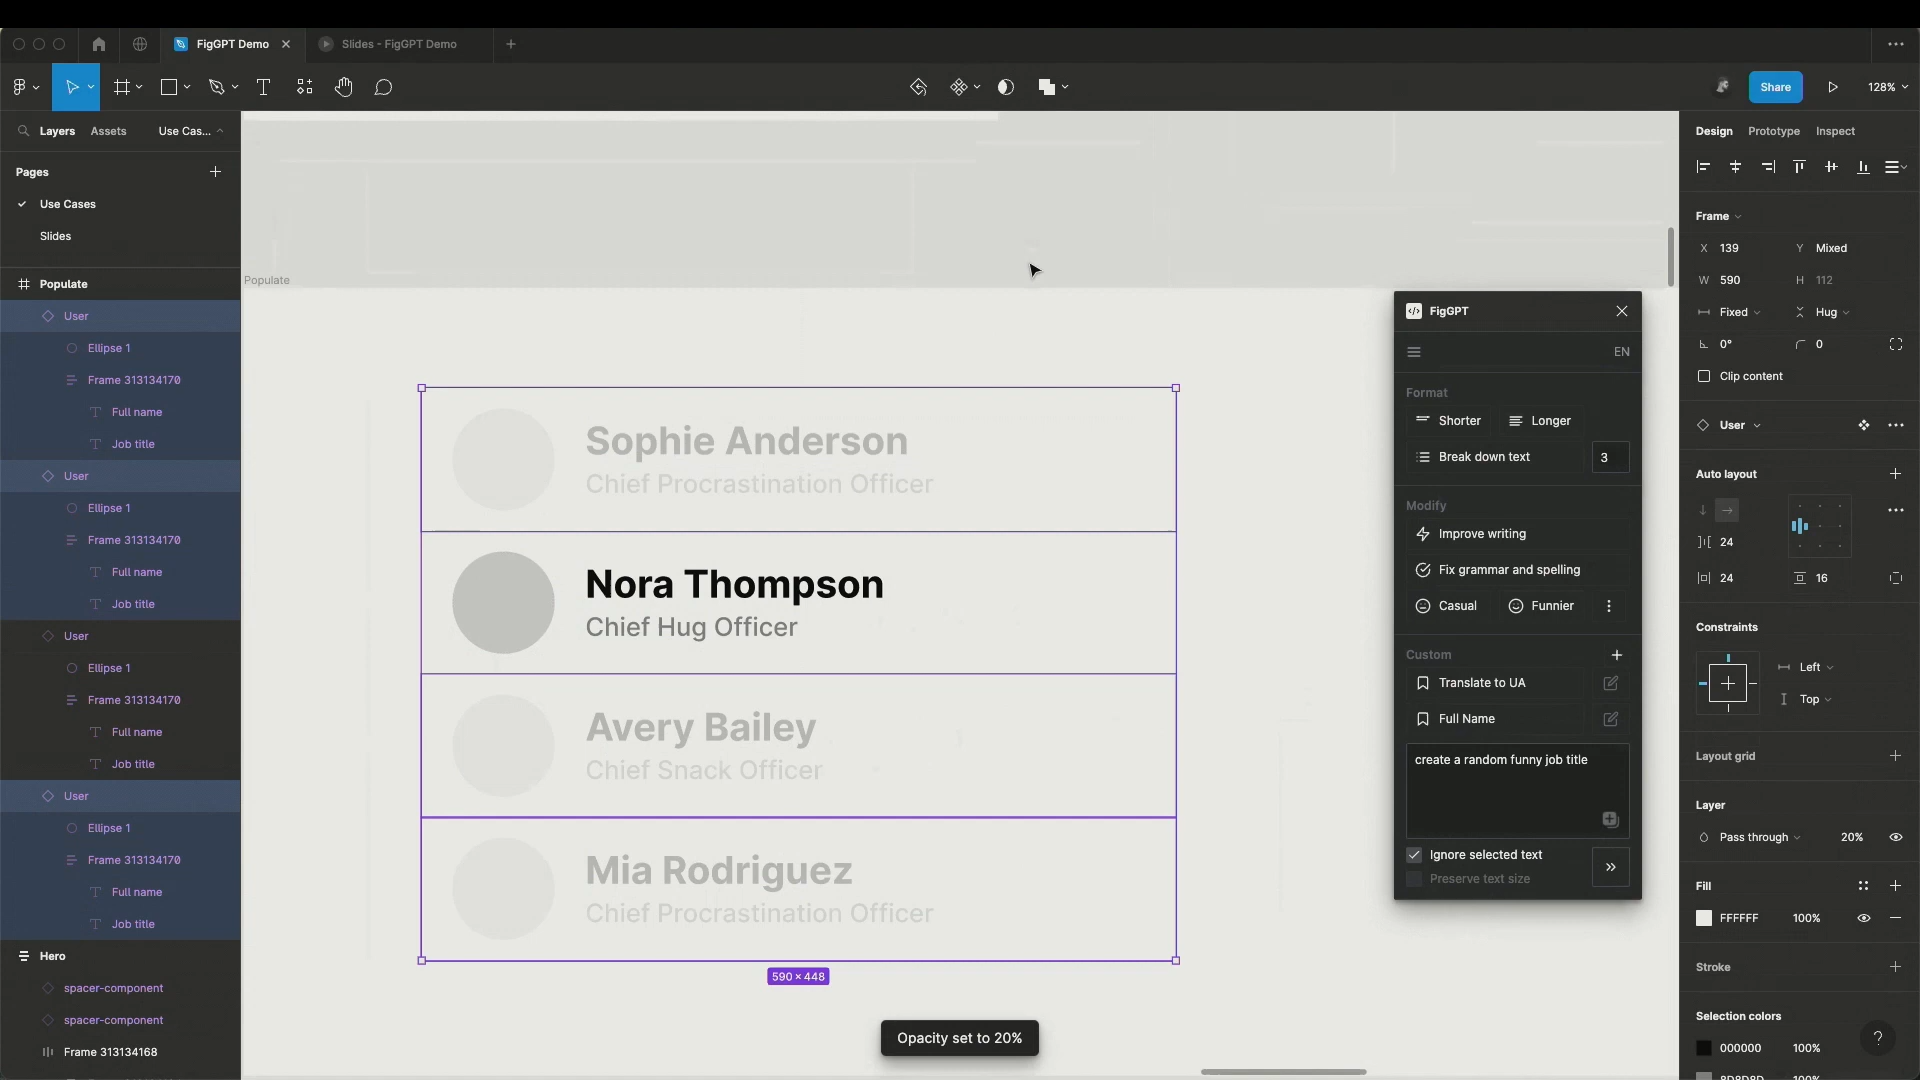 FigGPT Demo
Slides - FigGPT Demo
Share
128%
Layers
Assets
Use Cas...
Pages
Use Cases
Slides
Populate
User
Ellipse 1
Frame 313134170
Full name
Job title
User
Ellipse 1
Frame 313134170
Full name
Job title
User
Ellipse 1
Frame 313134170
Full name
Job title
User
Ellipse 1
Frame 313134170
Full name
Job title
Hero
spacer-component
spacer-component
Frame 313134168
Populate
Sophie Anderson
Chief Procrastination Officer
Nora Thompson
Chief Hug Officer
Avery Bailey
Chief Snack Officer
Mia Rodriguez
Chief Procrastination Officer
590 × 448
Opacity set to 20%
FigGPT
EN
Format
Shorter
Longer
Break down text
3
Modify
Improve writing
Fix grammar and spelling
Casual
Funnier
Custom
Translate to UA
Full Name
create a random funny job title
Ignore selected text
Preserve text size
Design
Prototype
Inspect
Frame
X 139
Y Mixed
W 590
H 112
Fixed
Hug
0°
0
Clip content
User
Auto layout
24
24
16
Constraints
Left
Top
Layout grid
Layer
Pass through
20%
Fill
FFFFFF
100%
Stroke
Selection colors
000000
100%
?